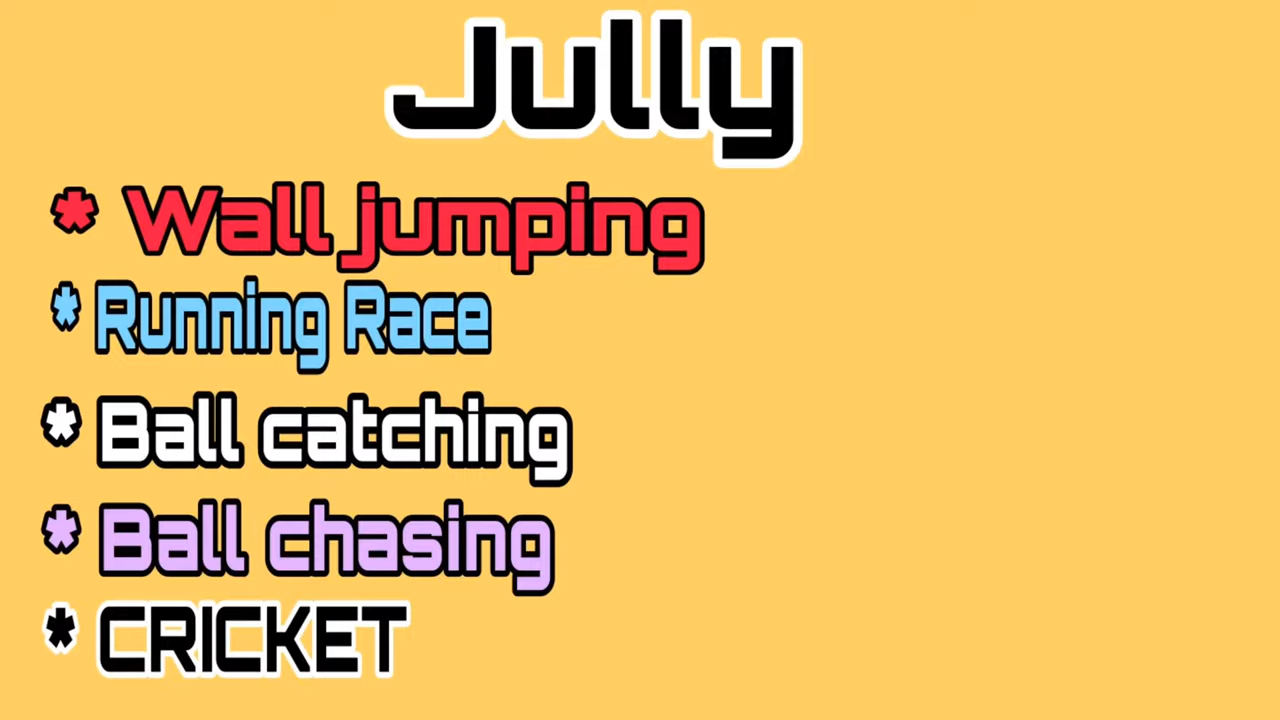 Jully
* Wall jumping
* Running Race
* Ball catching
* Ball chasing
* CRICKET